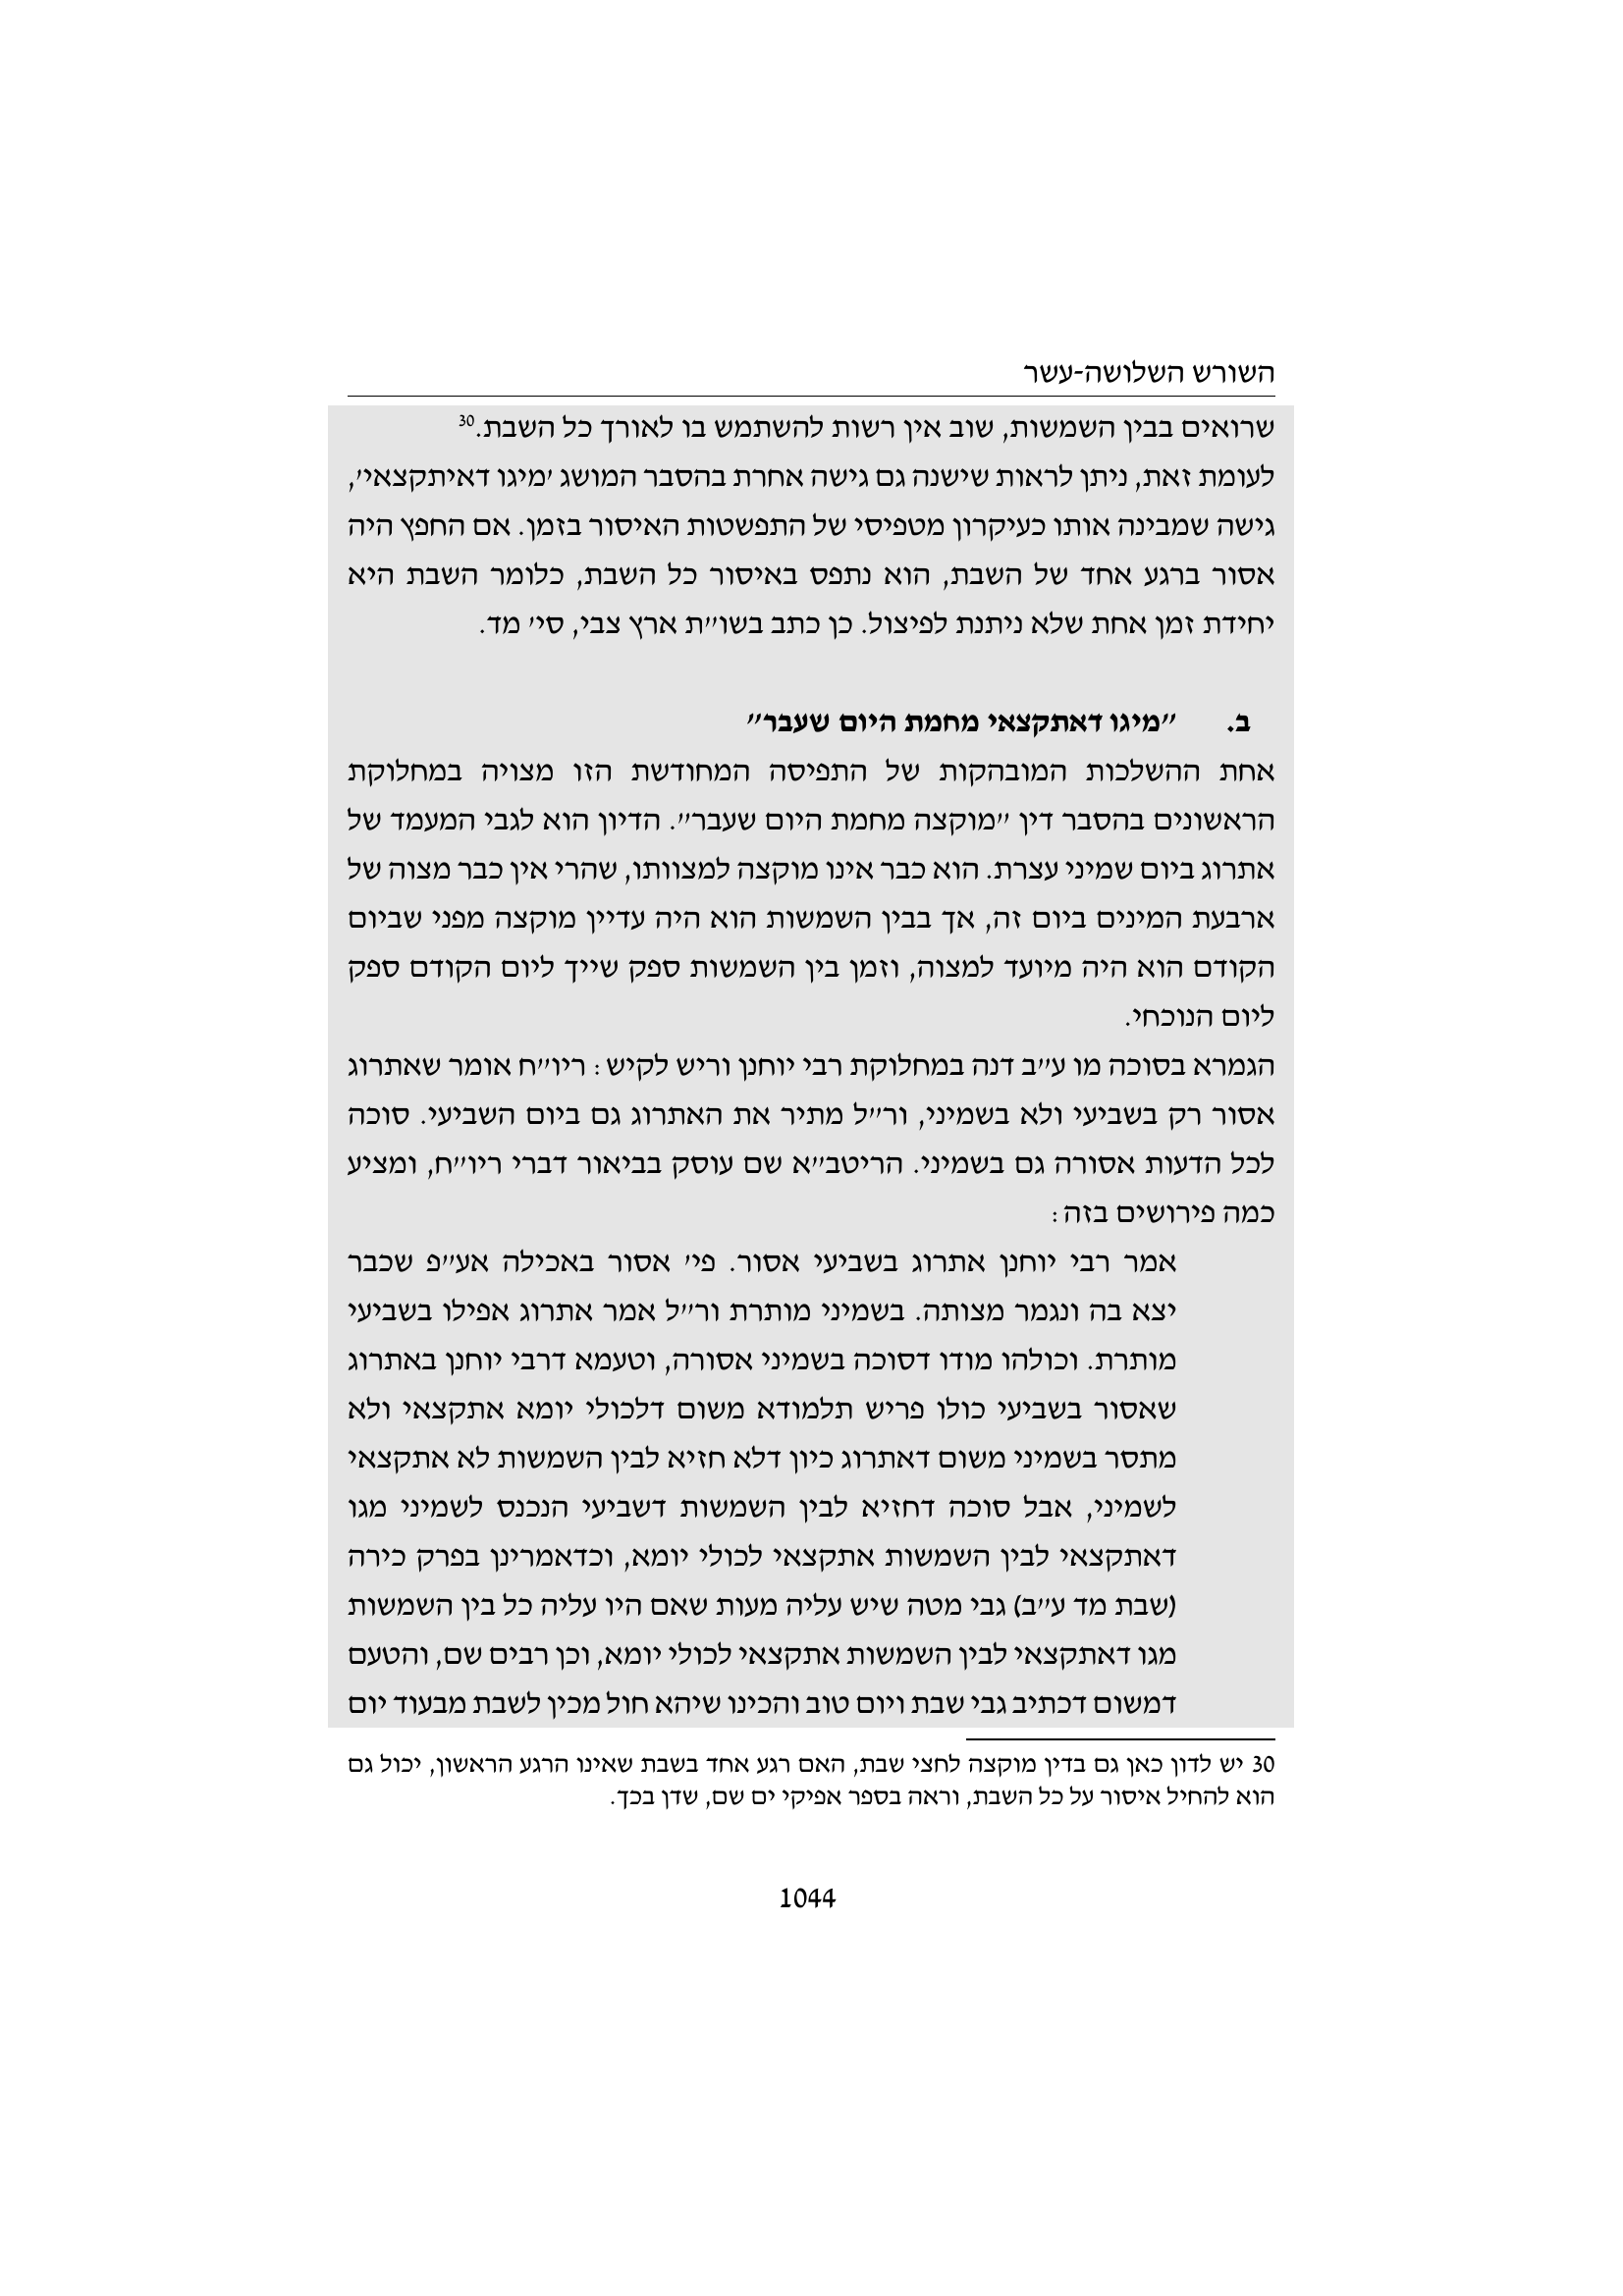 השורש השלושה-עשר
שרואים בבין השמשות, שוב אין רשות להשתמש בו לאורך כל השבת.30
לעומת זאת, ניתן לראות שישנה גם גישה אחרת בהסבר המושג 'מיגו דאיתקצאי',
גישה שמבינה אותו כעיקרון מטפיסי של התפשטות האיסור בזמן. אם החפץ היה
אסור ברגע אחד של השבת, הוא נתפס באיסור כל השבת, כלומר השבת היא
יחידת זמן אחת שלא ניתנת לפיצול. כן כתב בשו"ת ארץ צבי, סי' מד.
ב. "מיגו דאתקצאי מחמת היום שעבר"
אחת ההשלכות המובהקות של התפיסה המחודשת הזו מצויה במחלוקת
הראשונים בהסבר דין "מוקצה מחמת היום שעבר". הדיון הוא לגבי המעמד של
אתרוג ביום שמיני עצרת. הוא כבר אינו מוקצה למצוותו, שהרי אין כבר מצוה של
ארבעת המינים ביום זה, אך בבין השמשות הוא היה עדיין מוקצה מפני שביום
הקודם הוא היה מיועד למצוה, וזמן בין השמשות ספק שייך ליום הקודם ספק
ליום הנוכחי.
הגמרא בסוכה מו ע"ב דנה במחלוקת רבי יוחנן וריש לקיש: ריו"ח אומר שאתרוג
אסור רק בשביעי ולא בשמיני, ור"ל מתיר את האתרוג גם ביום השביעי. סוכה
לכל הדעות אסורה גם בשמיני. הריטב"א שם עוסק בביאור דברי ריו"ח, ומציע
כמה פירושים בזה:
אמר רבי יוחנן אתרוג בשביעי אסור. פי' אסור באכילה אע"פ שכבר
יצא בה ונגמר מצותה. בשמיני מותרת ור"ל אמר אתרוג אפילו בשביעי
מותרת. וכולהו מודו דסוכה בשמיני אסורה, וטעמא דרבי יוחנן באתרוג
שאסור בשביעי כולו פריש תלמודא משום דלכולי יומא אתקצאי ולא
מתסר בשמיני משום דאתרוג כיון דלא חזיא לבין השמשות לא אתקצאי
לשמיני, אבל סוכה דחזיא לבין השמשות דשביעי הנכנס לשמיני מגו
דאתקצאי לבין השמשות אתקצאי לכולי יומא, וכדאמרינן בפרק כירה
(שבת מד ע"ב) גבי מטה שיש עליה מעות שאם היו עליה כל בין השמשות
מגו דאתקצאי לבין השמשות אתקצאי לכולי יומא, וכן רבים שם, והטעם
דמשום דכתיב גבי שבת ויום טוב והכינו שיהא חול מכין לשבת מבעוד יום
30 יש לדון כאן גם בדין מוקצה לחצי שבת, האם רגע אחד בשבת שאינו הרגע הראשון, יכול גם
הוא להחיל איסור על כל השבת, וראה בספר אפיקי ים שם, שדן בכך.
1044